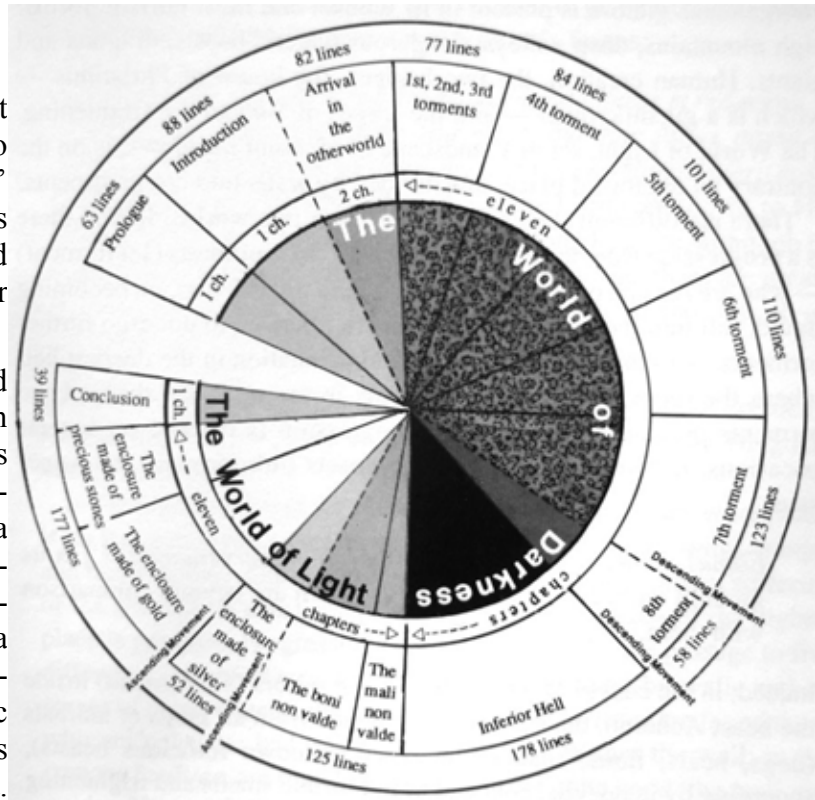 63 lines
Prologue
1 ch.
88 lines
Introduction
1 ch.
82 lines
Arrival
in
the
otherworld
2 ch.
77 lines
1st, 2nd, 3rd
torments
84 lines
4th torment
101 lines
5th torment
110 lines
6th torment
123 lines
7th torment
Descending Movement
8th
torment
58 lines
Descending Movement
Inferior Hell
178 lines
eleven
chapters
The World of Darkness
The
mali
non
valde
The boni
non valde
125 lines
The
enclosure
made
of
silver
52 lines
Ascending Movement
Ascending Movement
The enclosure
made of gold
The
enclosure
made of
precious stones
177 lines
eleven
chapters
Conclusion
1 ch.
39 lines
The World of Light